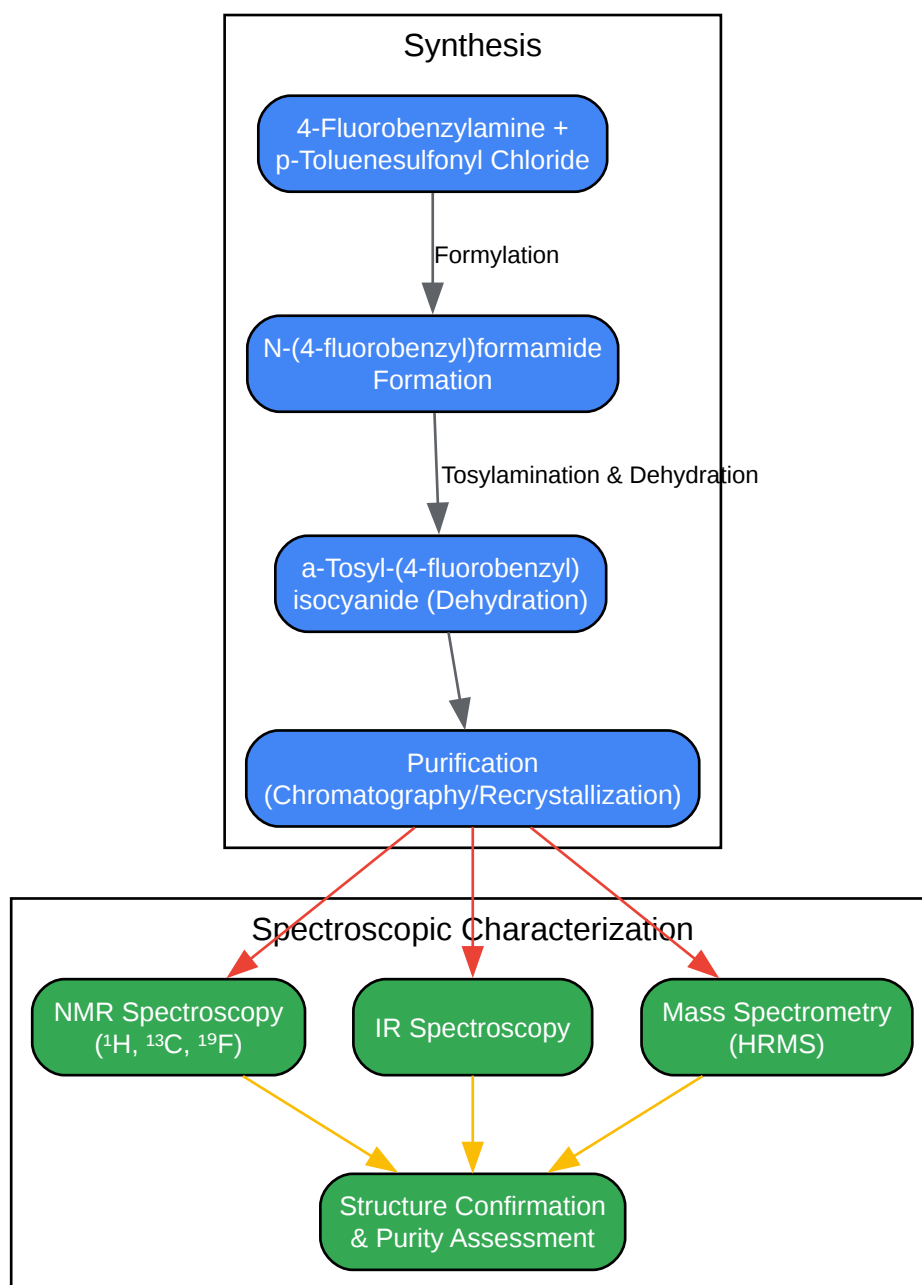 Synthesis
4-Fluorobenzylamine +
p-Toluenesulfonyl Chloride
Formylation
N-(4-fluorobenzyl)formamide
Formation
Tosylamination & Dehydration
a-Tosyl-(4-fluorobenzyl)
isocyanide (Dehydration)
Purification
(Chromatography/Recrystallization)
Spectroscopic Characterization
NMR Spectroscopy
(¹H, ¹³C, ¹⁹F)
IR Spectroscopy
Mass Spectrometry
(HRMS)
Structure Confirmation
& Purity Assessment